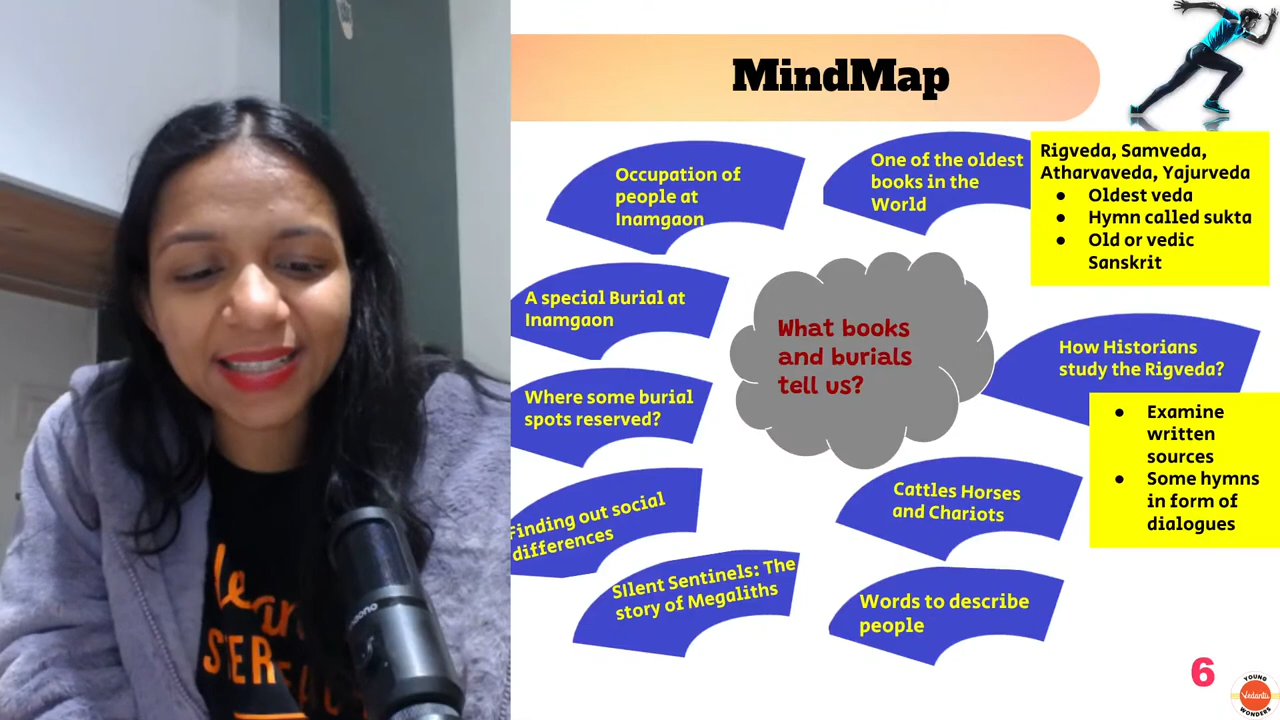 MindMap
Occupation of
people at
Inamgaon
One of the oldest
books in the
World
Rigveda, Samveda,
Atharvaveda, Yajurveda
● Oldest veda
● Hymn called sukta
● Old or vedic
Sanskrit
A special Burial at
Inamgaon
What books
and burials
tell us?
How Historians
study the Rigveda?
● Examine
written
sources
● Some hymns
in form of
dialogues
Where some burial
spots reserved?
Cattles Horses
and Chariots
Finding out social
differences
SIlent Sentinels: The
story of Megaliths
Words to describe
people
6
YOUNG
Vedantu
WONDERS